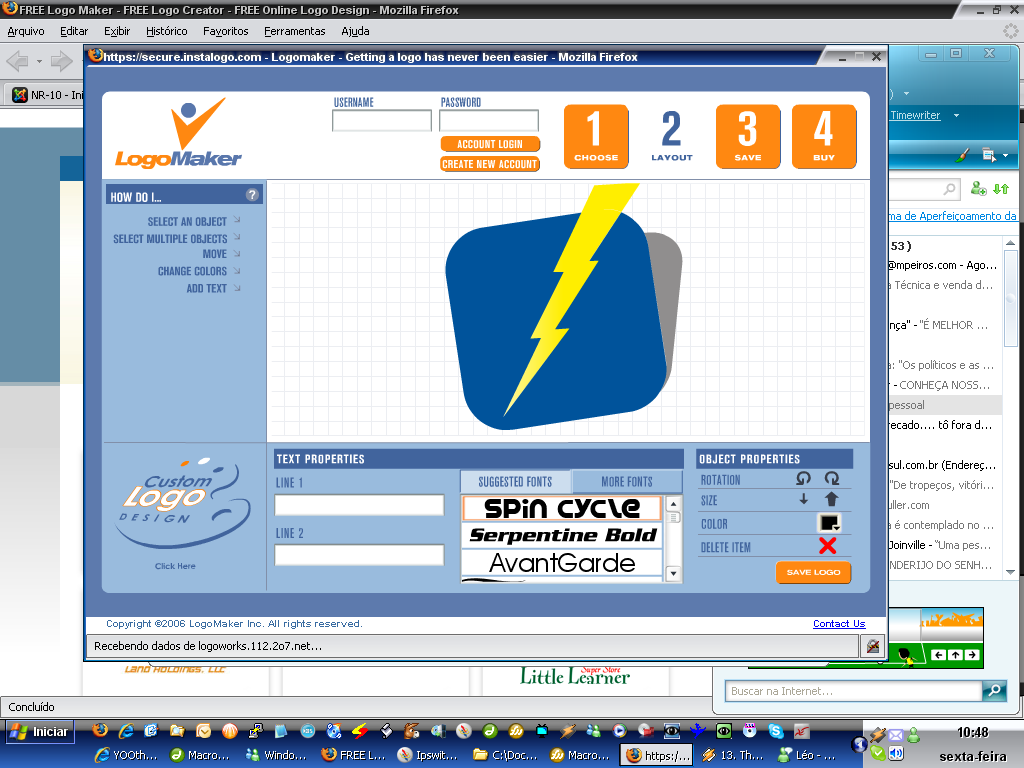 FREE Logo Maker - FREE Logo Creator - FREE Online Logo Design - Mozilla Firefox
Arquivo Editar Exibir Histórico Favoritos Ferramentas Ajuda
https://secure.instalogo.com - Logomaker - Getting a logo has never been easier - Mozilla Firefox
NR-10 - Ini
Timewriter
USERNAME PASSWORD
ACCOUNT LOGIN
CREATE NEW ACCOUNT
LogoMaker
1 CHOOSE
2 LAYOUT
3 SAVE
4 BUY
HOW DO I... ?
SELECT AN OBJECT
SELECT MULTIPLE OBJECTS
MOVE
CHANGE COLORS
ADD TEXT
ma de Aperfeiçoamento da
53)
@mpeiros.com - Ago...
a Técnica e venda d...
nça" - "É MELHOR ...
a: "Os políticos e as ...
- CONHEÇA NOSS...
pessoal
recado.... tô fora d...
sul.com.br (Endereç...
"De tropeços, vitóri...
uller.com
a é contemplado no ...
Joinville - "Uma pes...
NDERIJO DO SENH...
Custom
Logo
DESIGN
Click Here
TEXT PROPERTIES
LINE 1
LINE 2
SUGGESTED FONTS MORE FONTS
SPiN CYCLE
Serpentine Bold
AvantGarde
OBJECT PROPERTIES
ROTATION
SIZE
COLOR
DELETE ITEM
SAVE LOGO
Copyright ©2006 LogoMaker Inc. All rights reserved. Contact Us
Recebendo dados de logoworks.112.2o7.net...
LAND HOLDINGS, LLC
Super Store
Little Learner
Buscar na Internet...
Concluído
Iniciar
YOOth... Macro... Windo... FREE L... Ipswit... C:\Doc... Macro... https:/... 13. Th... Léo - ...
10:48
sexta-feira